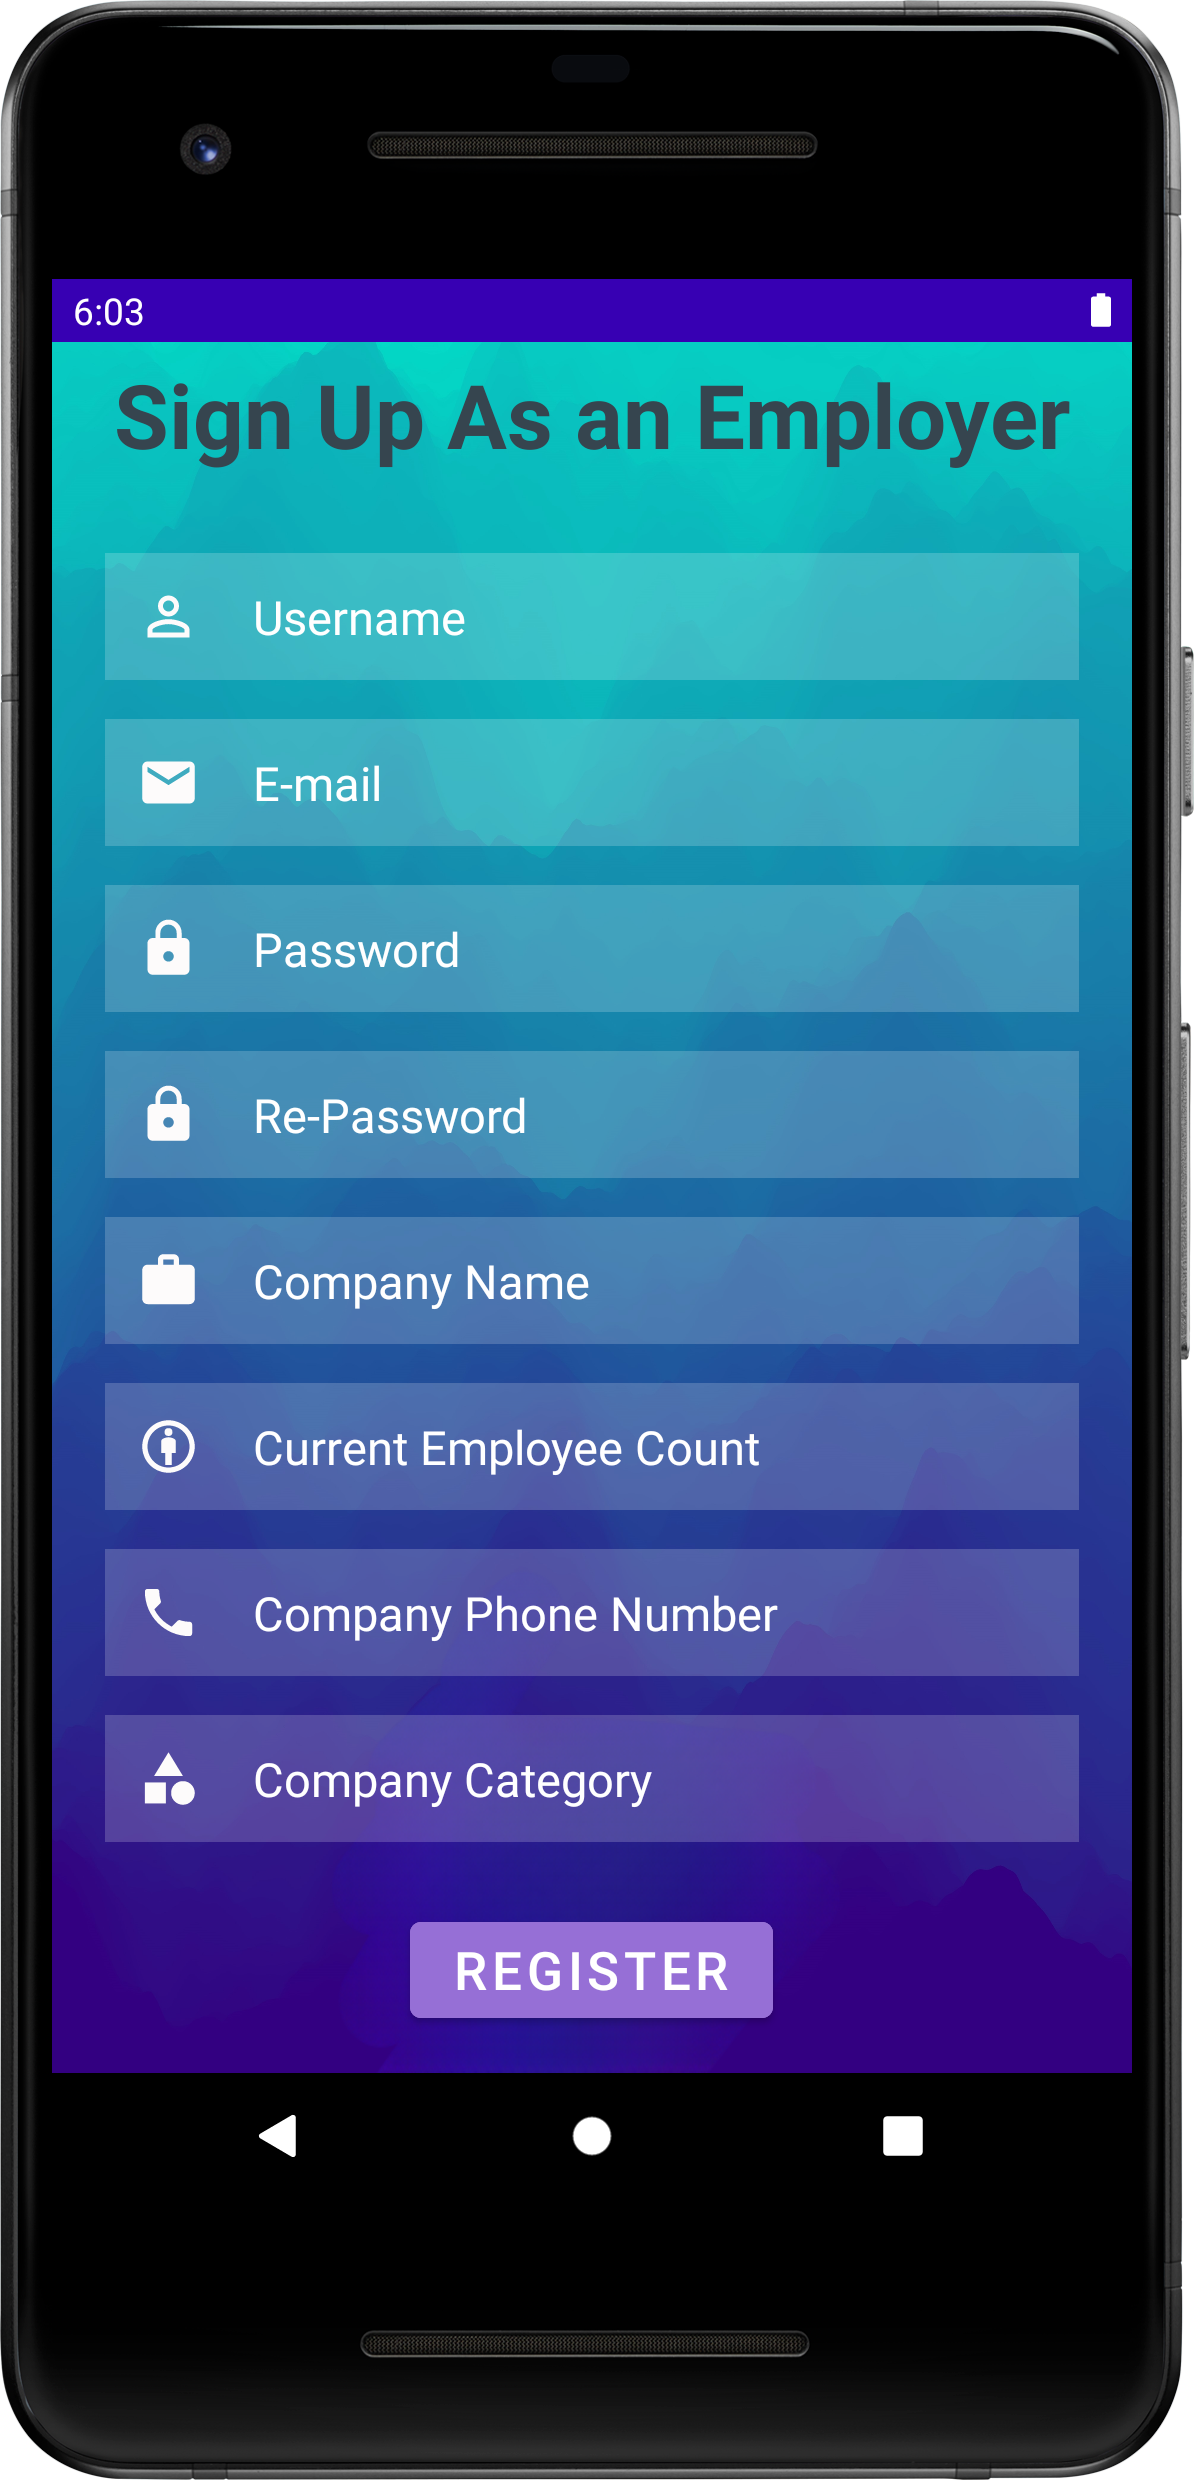 6:03
Sign Up As an Employer
Username
E-mail
Password
Re-Password
Company Name
Current Employee Count
Company Phone Number
Company Category
REGISTER